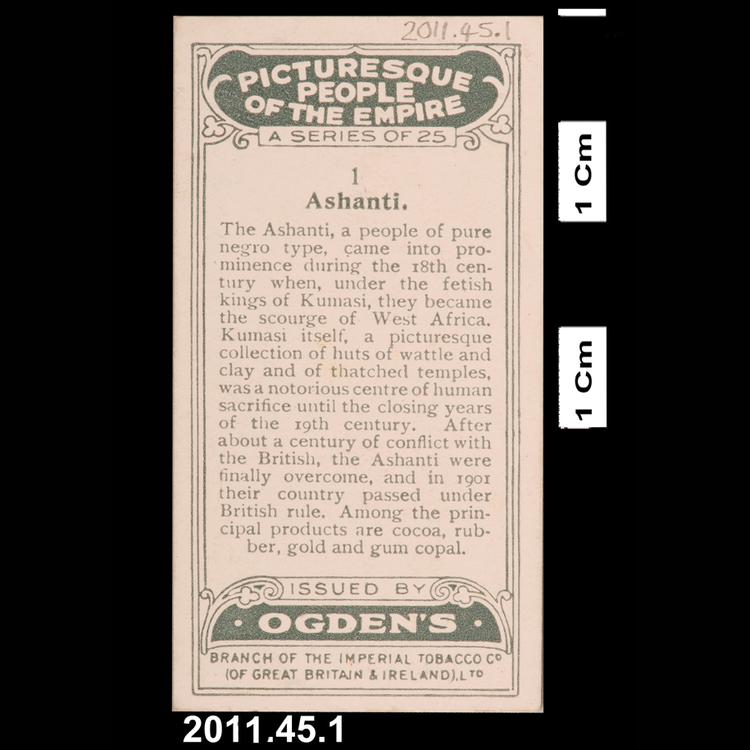 2011.45.1
PICTURESQUE
PEOPLE
OF THE EMPIRE
A SERIES OF 25
1
Ashanti.
The Ashanti, a people of pure
negro type, came into pro-
minence during the 18th cen-
tury when, under the fetish
kings of Kumasi, they became
the scourge of West Africa.
Kumasi itself, a picturesque
collection of huts of wattle and
clay and of thatched temples,
was a notorious centre of human
sacrifice until the closing years
of the 19th century. After
about a century of conflict with
the British, the Ashanti were
finally overcome, and in 1901
their country passed under
British rule. Among the prin-
cipal products are cocoa, rub-
ber, gold and gum copal.
ISSUED BY
· OGDEN'S ·
BRANCH OF THE IMPERIAL TOBACCO Cº
(OF GREAT BRITAIN & IRELAND), LTD
1 Cm
1 Cm
2011.45.1